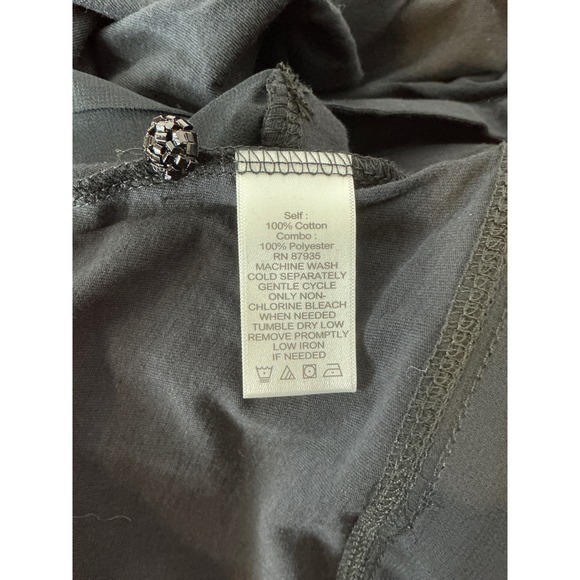 Self :
100% Cotton
Combo :
100% Polyester
RN 87935
MACHINE WASH
COLD SEPARATELY
GENTLE CYCLE
ONLY NON-
CHLORINE BLEACH
WHEN NEEDED
TUMBLE DRY LOW
REMOVE PROMPTLY
LOW IRON
IF NEEDED